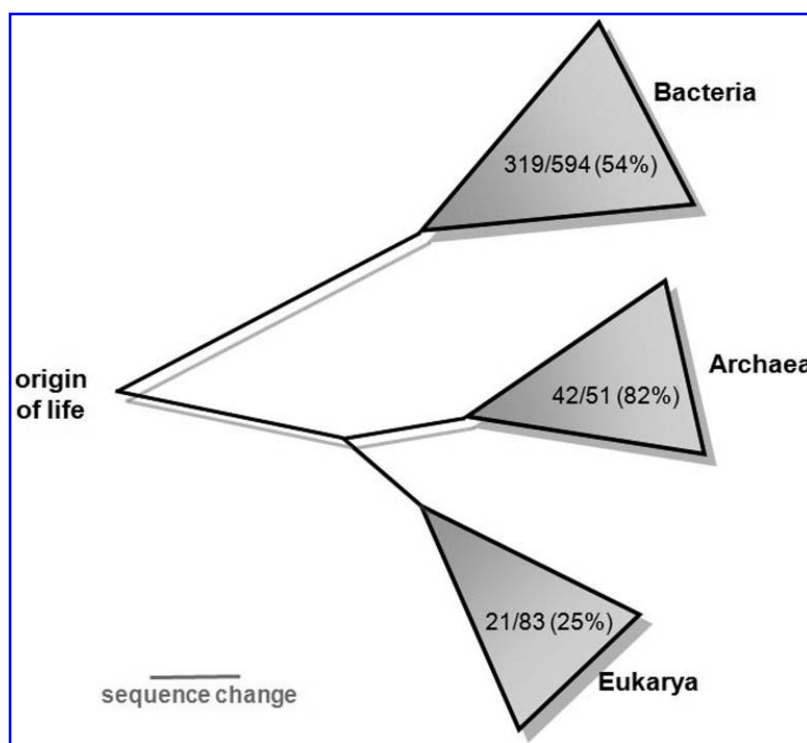 Bacteria
319/594 (54%)
Archaea
42/51 (82%)
origin
of life
21/83 (25%)
Eukarya
sequence change